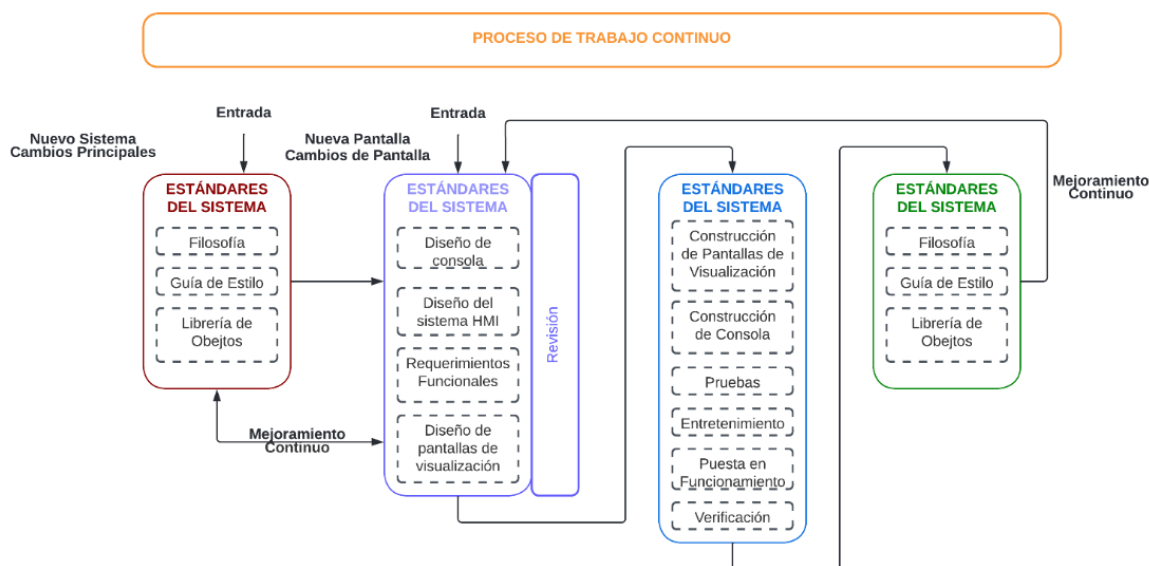 PROCESO DE TRABAJO CONTINUO
Entrada
Nuevo Sistema
Cambios Principales
Entrada
Nueva Pantalla
Cambios de Pantalla
ESTÁNDARES
DEL SISTEMA
Filosofía
Guía de Estilo
Librería de
Obejtos
Mejoramiento
Continuo
ESTÁNDARES
DEL SISTEMA
Diseño de
consola
Diseño del
sistema HMI
Requerimientos
Funcionales
Diseño de
pantallas de
visualización
Revisión
ESTÁNDARES
DEL SISTEMA
Construcción
de Pantallas de
Visualización
Construcción
de Consola
Pruebas
Entretenimiento
Puesta en
Funcionamiento
Verificación
ESTÁNDARES
DEL SISTEMA
Filosofía
Guía de Estilo
Librería de
Obejtos
Mejoramiento
Continuo